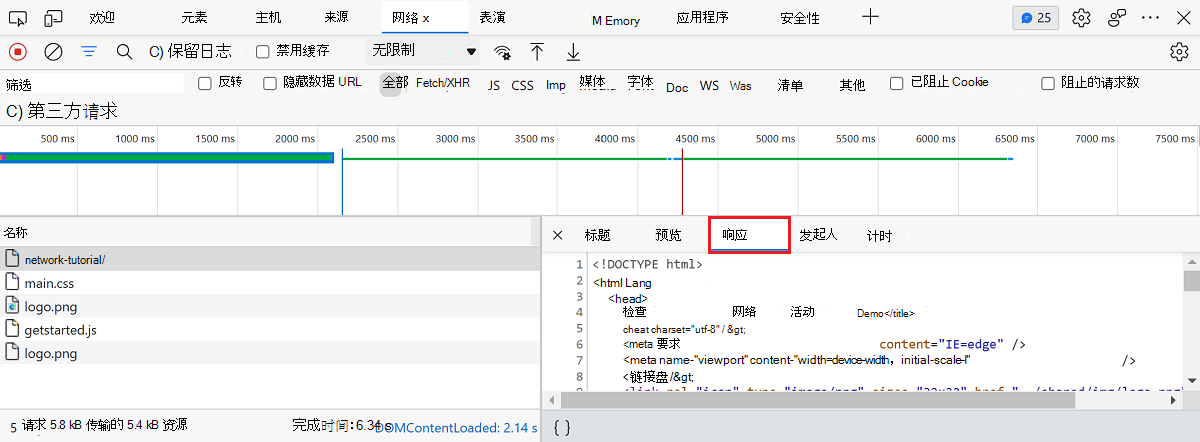 欢迎 元素 主机 来源 网络 x 表演 M Emory 应用程序 安全性 25
C) 保留日志 禁用缓存 无限制
筛选 反转 隐藏数据 URL 全部 Fetch/XHR JS CSS Imp 媒体 字体 Doc WS Was 清单 其他 已阻止 Cookie 阻止的请求数
C) 第三方请求
500 ms 1000 ms 1500 ms 2000 ms 2500 ms 3000 ms 3500 ms 4000 ms 4500 ms 5000 ms 5500 ms 6000 ms 6500 ms 7000 ms 7500 ms
名称
network-tutorial/
main.css
logo.png
getstarted.js
logo.png
5 请求 5.8 kB 传输的 5.4 kB 资源 完成时间:6.34 s DOMContentLoaded: 2.14 s
标题 预览 响应 发起人 计时
1 <!DOCTYPE html>
2 <html Lang
3 <head>
4 检查 网络 活动 Demo</title>
5 cheat charset="utf-8" / &gt;
6 <meta 要求 content="IE=edge" />
7 <meta name-"viewport" content-"width=device-width，initial-scale-l" />
8 <链接盘 /&gt;
{ }